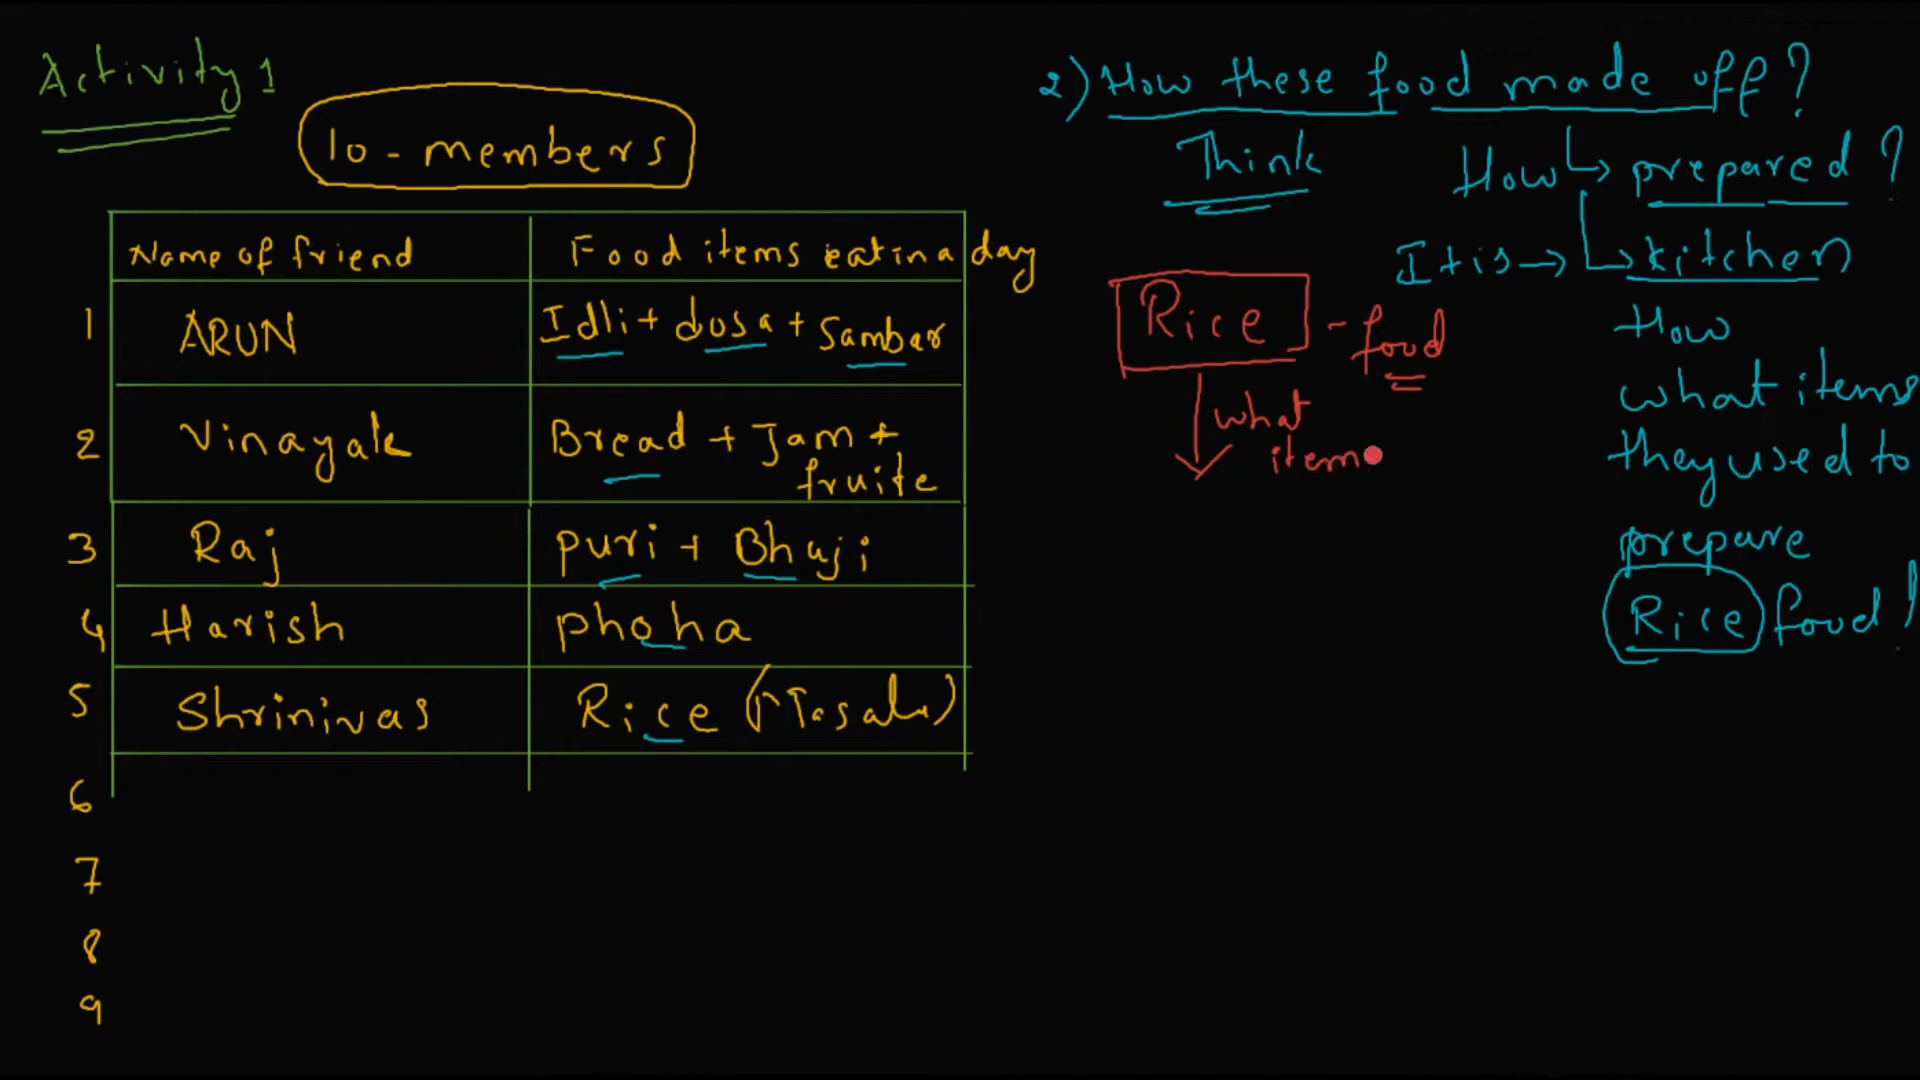 Activity 1
10 - members
Name of friend Food items eat in a day
1 ARUN Idli + dosa + Sambar
2 Vinayak Bread + Jam +
fruite
3 Raj puri + Bhaji
4 Harish phoha
5 Shrinivas Rice (Masala)
6
7
8
9
2) How these food made off?
Think How prepared ?
It is → kitchen
Rice - food
what
item
How
what items
they used to
prepare
Rice food